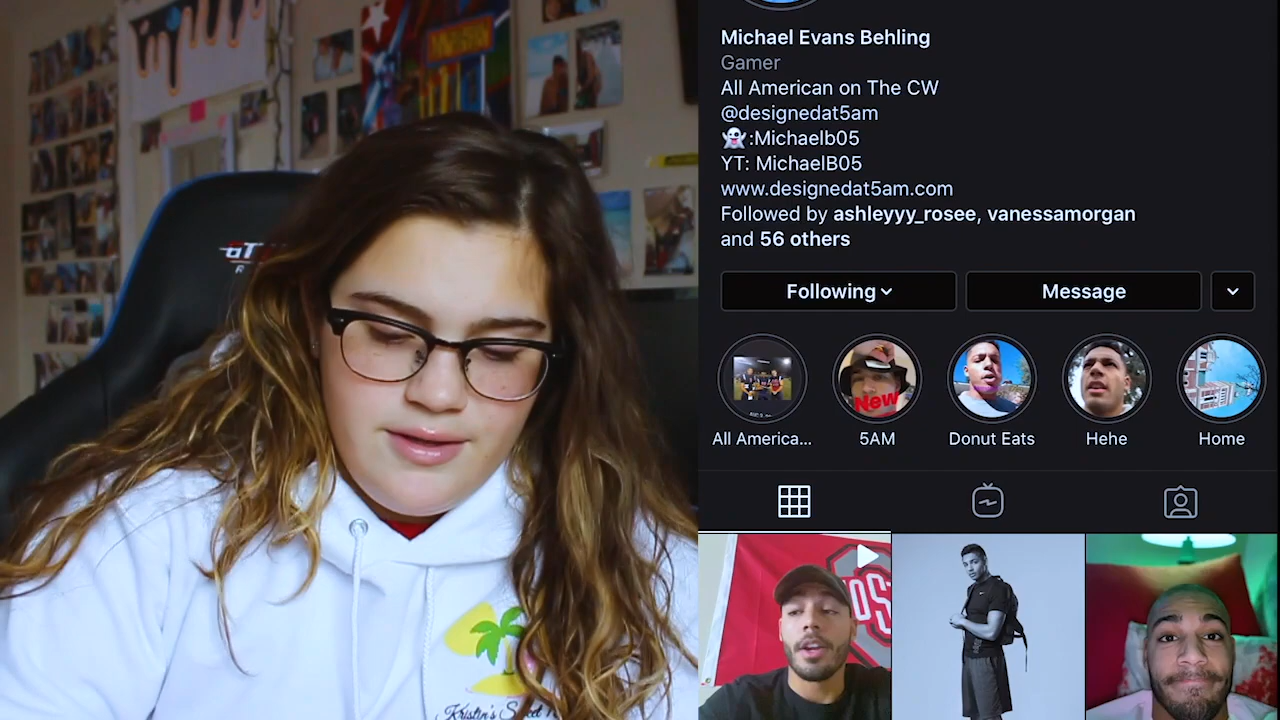 Michael Evans Behling
Gamer
All American on The CW
@designedat5am
👻:Michaelb05
YT: MichaelB05
www.designedat5am.com
Followed by ashleyyy_rosee, vanessamorgan
and 56 others
Following
Message
New
All America...
5AM
Donut Eats
Hehe
Home
Kristin's